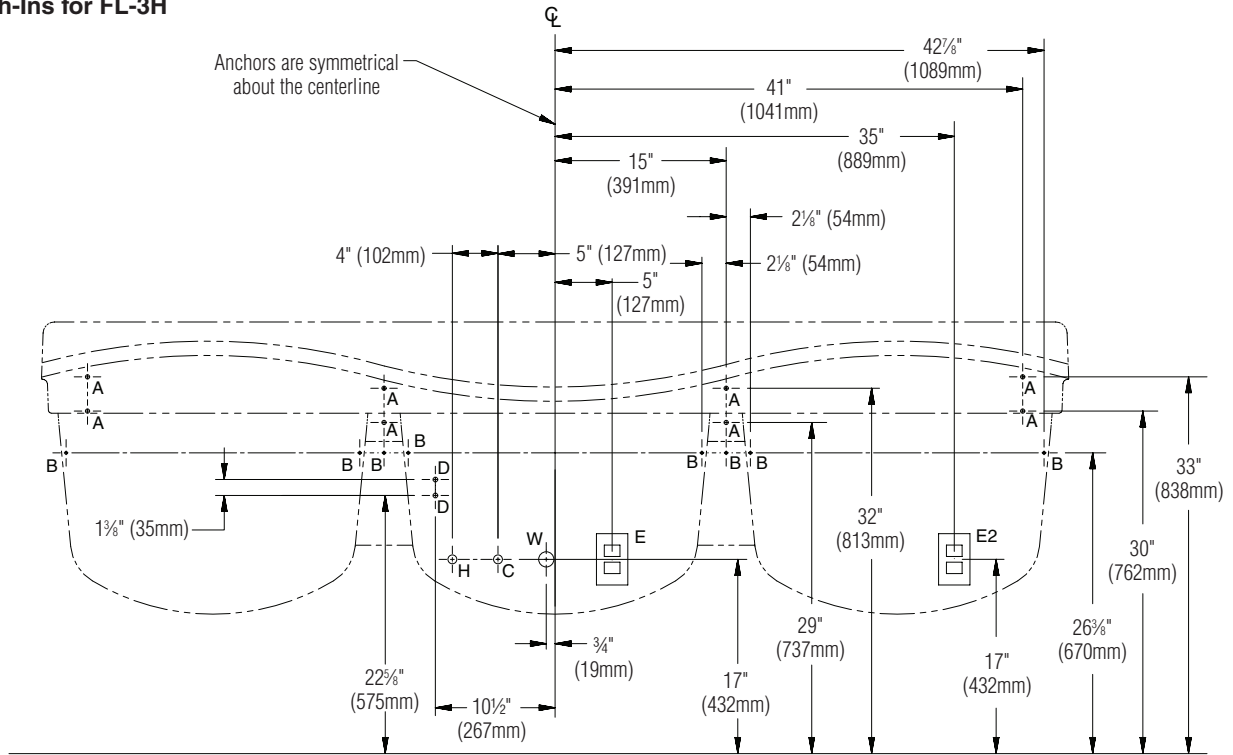 h-Ins for FL-3H
℄
Anchors are symmetrical
about the centerline
42⅞"
(1089mm)
41"
(1041mm)
35"
(889mm)
15"
(391mm)
2⅛" (54mm)
4" (102mm)
5" (127mm)
2⅛" (54mm)
5"
(127mm)
A
A
A
A
A
A
A
A
B
B
B
B
B
B
B
B
D
D
1⅜" (35mm)
33"
(838mm)
32"
(813mm)
W
E
E2
H
C
30"
(762mm)
29"
(737mm)
26⅜"
(670mm)
¾"
(19mm)
22⅝"
(575mm)
17"
(432mm)
17"
(432mm)
10½"
(267mm)